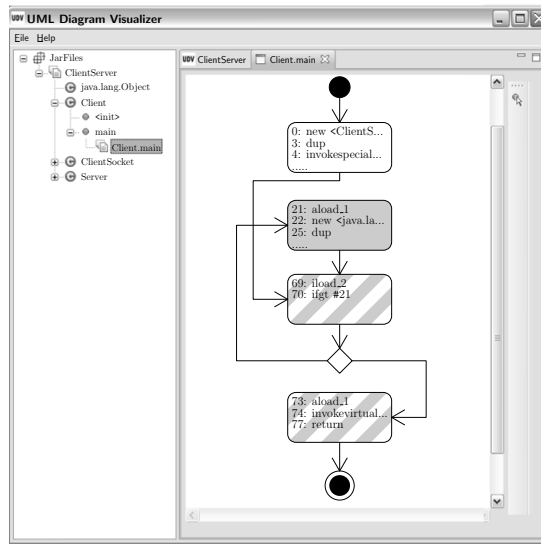 UDV UML Diagram Visualizer
File Help
JarFiles
ClientServer
java.lang.Object
Client
<init>
main
Client.main
ClientSocket
Server
UDV ClientServer
Client.main
0: new <ClientS...
3: dup
4: invokespecial...
.....
21: aload_1
22: new <java.la...
25: dup
.....
69: iload_2
70: ifgt #21
73: aload_1
74: invokevirtual...
77: return